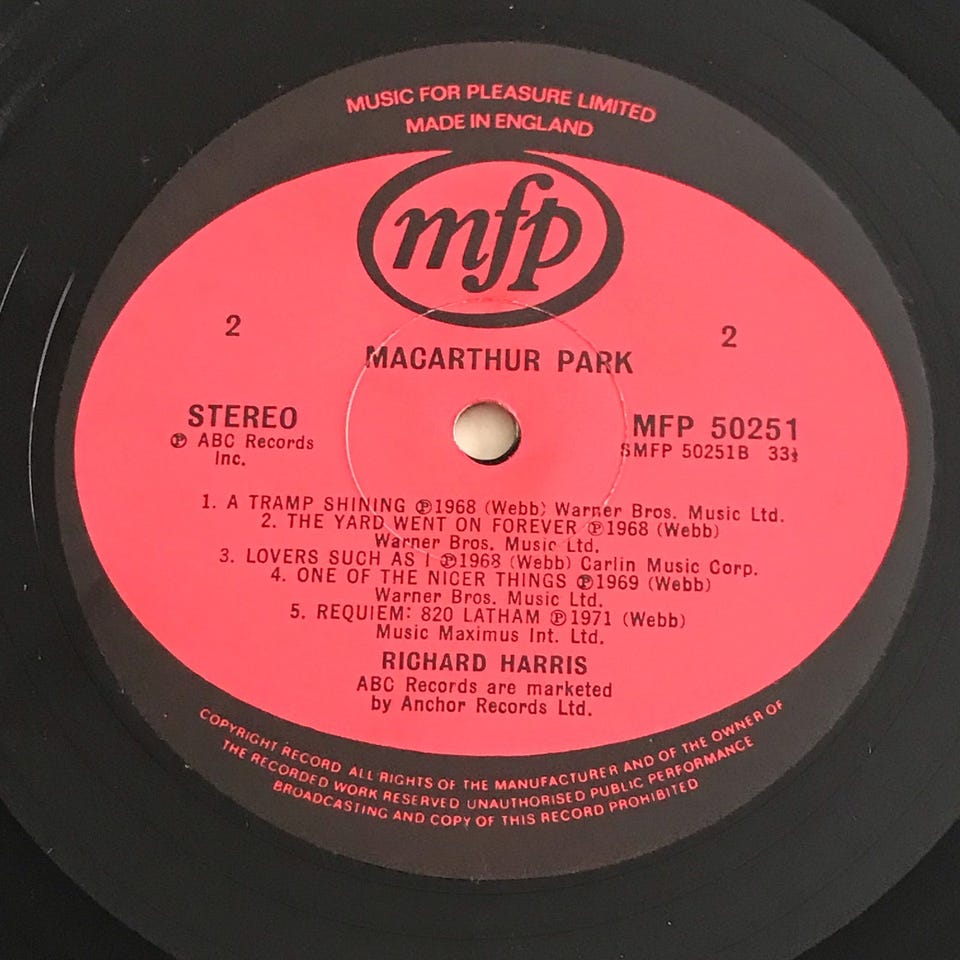 MUSIC FOR PLEASURE LIMITED
MADE IN ENGLAND
mfp
2
2
MACARTHUR PARK
STEREO
℗ ABC Records
Inc.
MFP 50251
SMFP 50251B 33⅓
1. A TRAMP SHINING ℗1968 (Webb) Warner Bros. Music Ltd.
2. THE YARD WENT ON FOREVER ℗1968 (Webb)
Warner Bros. Music Ltd.
3. LOVERS SUCH AS I ℗1968 (Webb) Carlin Music Corp.
4. ONE OF THE NICER THINGS ℗1969 (Webb)
Warner Bros. Music Ltd.
5. REQUIEM: 820 LATHAM ℗1971 (Webb)
Music Maximus Int. Ltd.
RICHARD HARRIS
ABC Records are marketed
by Anchor Records Ltd.
COPYRIGHT RECORD ALL RIGHTS OF THE MANUFACTURER AND OF THE OWNER OF
THE RECORDED WORK RESERVED UNAUTHORISED PUBLIC PERFORMANCE
BROADCASTING AND COPY OF THIS RECORD PROHIBITED